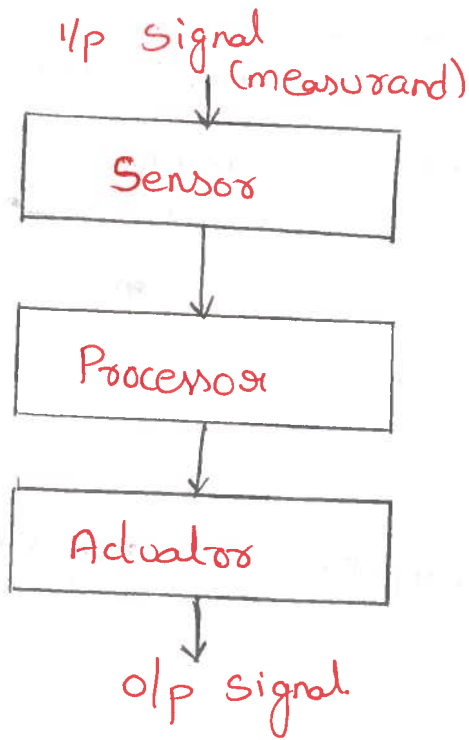 i/p Signal
(measurand)
Sensor
Processor
Actuator
o/p signal.